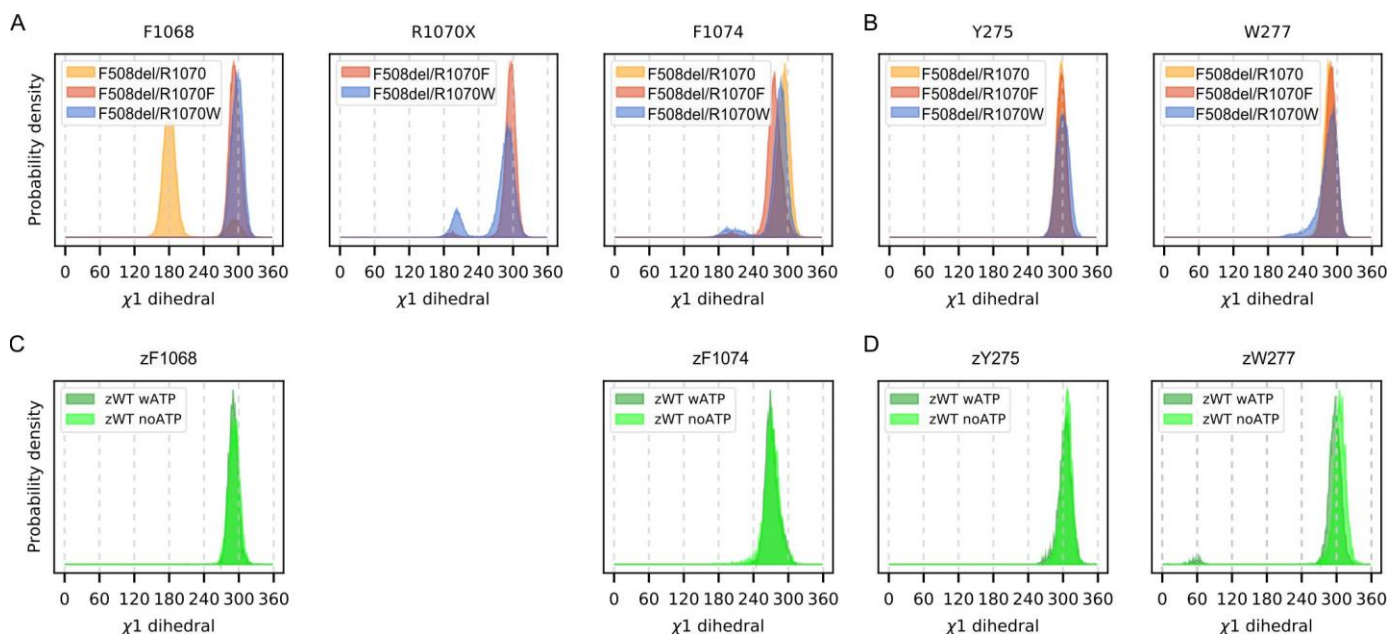 A
F1068
R1070X
F1074
B
Y275
W277
Probability density
F508del/R1070
F508del/R1070F
F508del/R1070W
0 60 120 180 240 300 360
χ1 dihedral
F508del/R1070F
F508del/R1070W
0 60 120 180 240 300 360
χ1 dihedral
F508del/R1070
F508del/R1070F
F508del/R1070W
0 60 120 180 240 300 360
χ1 dihedral
F508del/R1070
F508del/R1070F
F508del/R1070W
0 60 120 180 240 300 360
χ1 dihedral
F508del/R1070
F508del/R1070F
F508del/R1070W
0 60 120 180 240 300 360
χ1 dihedral
C
zF1068
zF1074
D
zY275
zW277
Probability density
zWT wATP
zWT noATP
0 60 120 180 240 300 360
χ1 dihedral
zWT wATP
zWT noATP
0 60 120 180 240 300 360
χ1 dihedral
zWT wATP
zWT noATP
0 60 120 180 240 300 360
χ1 dihedral
zWT wATP
zWT noATP
0 60 120 180 240 300 360
χ1 dihedral